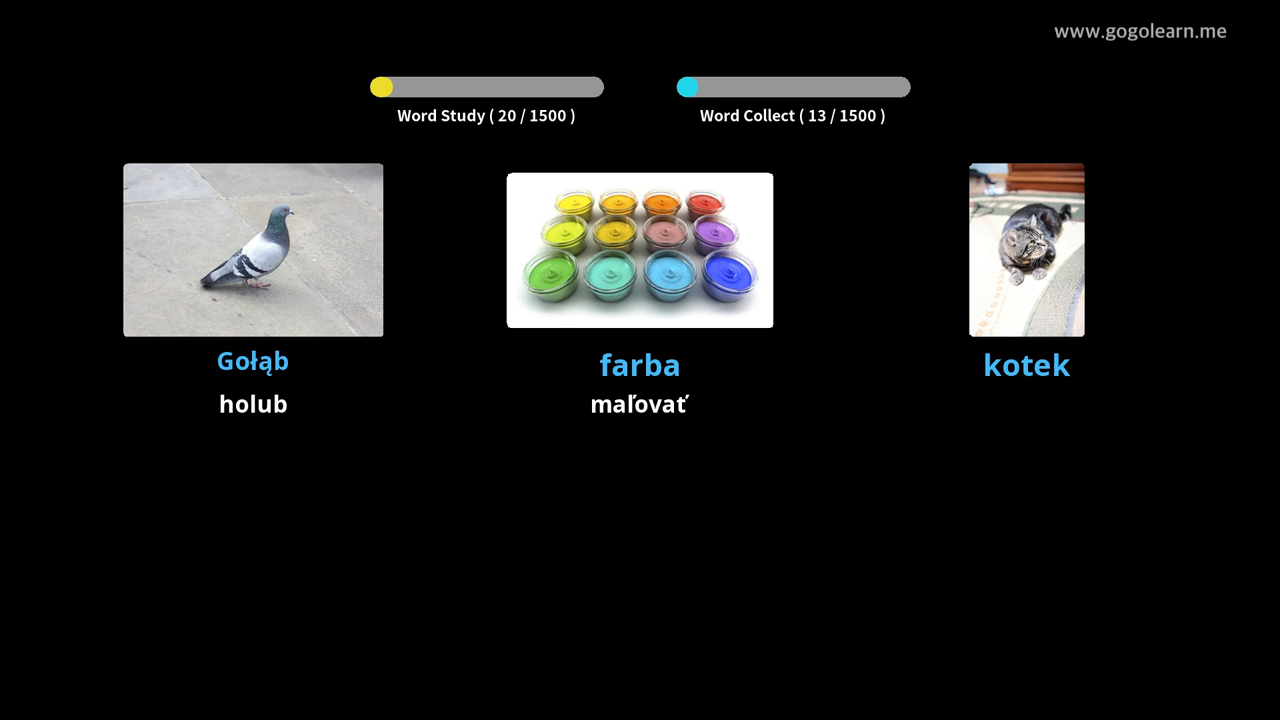 www.gogolearn.me
Word Study ( 20 / 1500 )
Word Collect ( 13 / 1500 )
Gołąb
farba
kotek
holub
maľovať